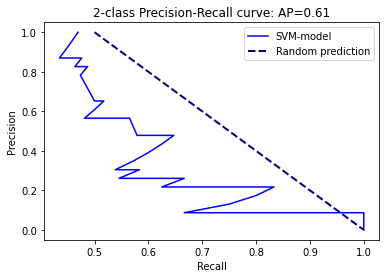 2-class Precision-Recall curve: AP=0.61
SVM-model
Random prediction
Precision
1.0
0.8
0.6
0.4
0.2
0.0
0.5 0.6 0.7 0.8 0.9 1.0
Recall